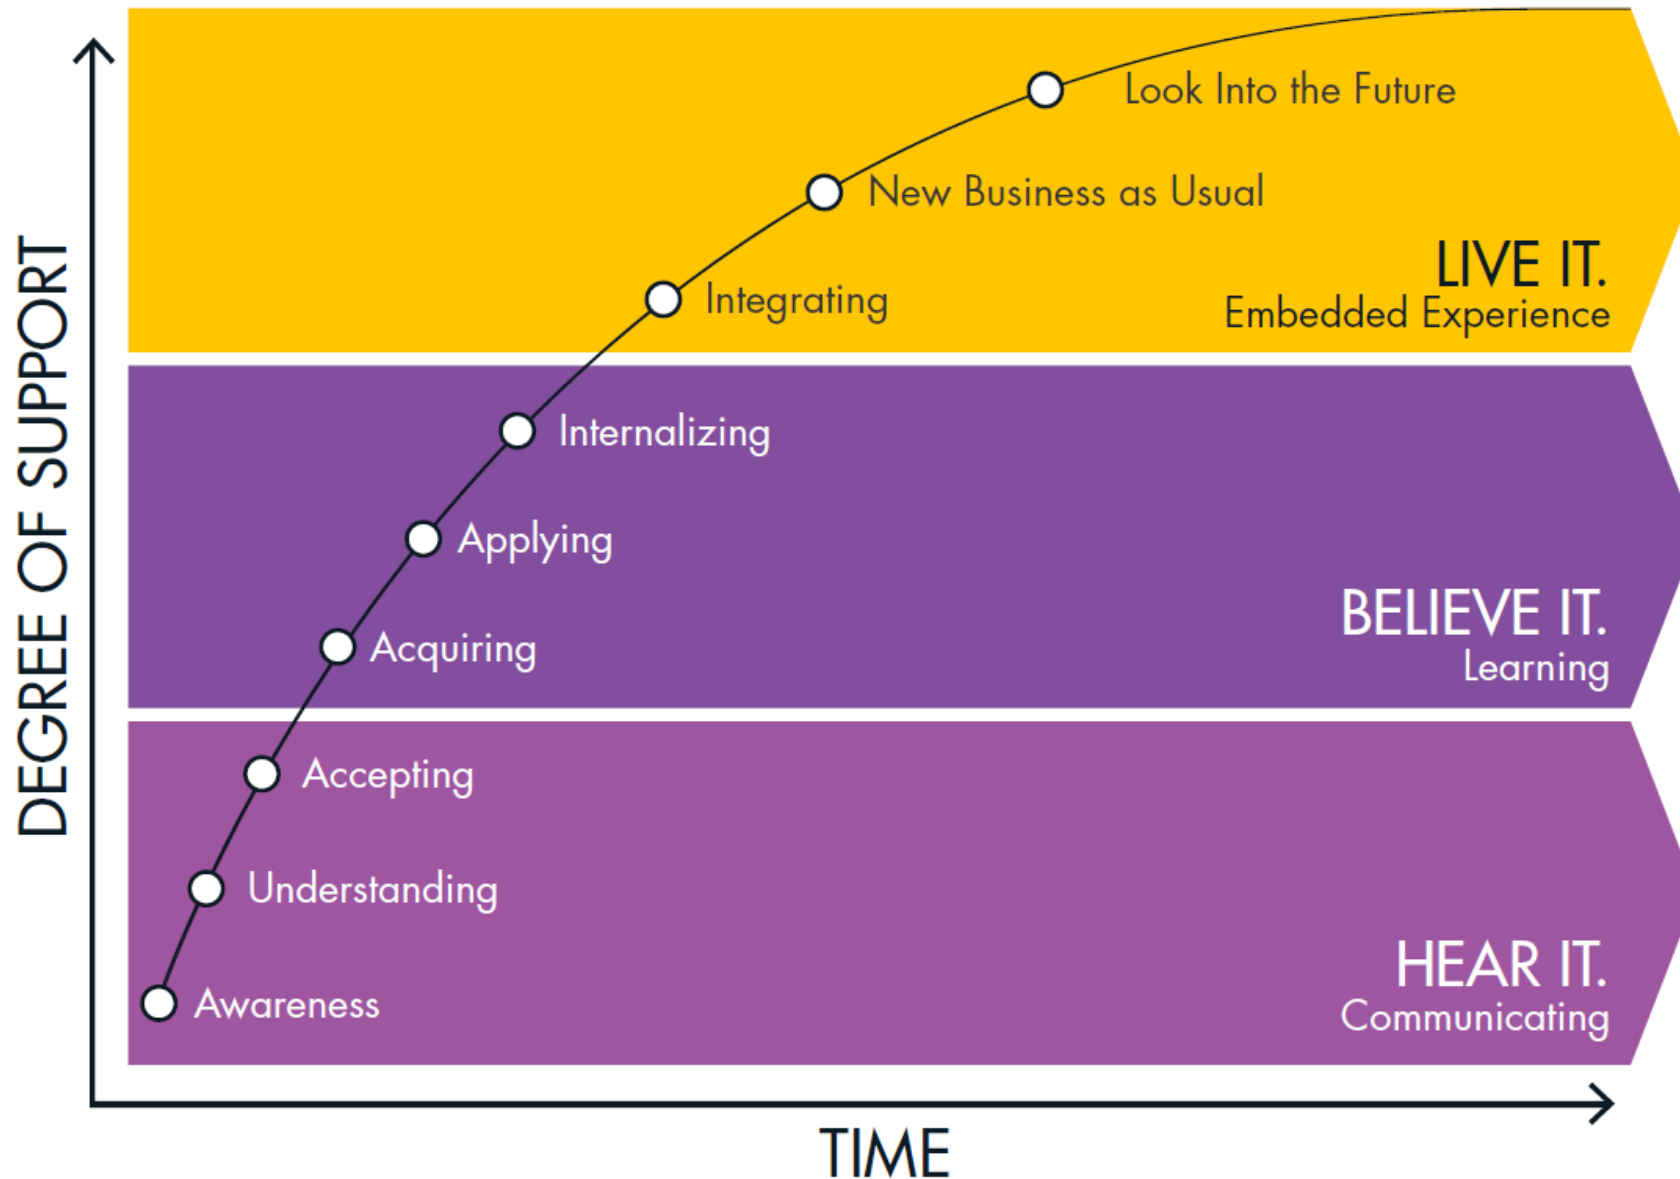 DEGREE OF SUPPORT
Look Into the Future
New Business as Usual
LIVE IT.
Integrating
Embedded Experience
Internalizing
Applying
BELIEVE IT.
Acquiring
Learning
Accepting
Understanding
HEAR IT.
Awareness
Communicating
TIME